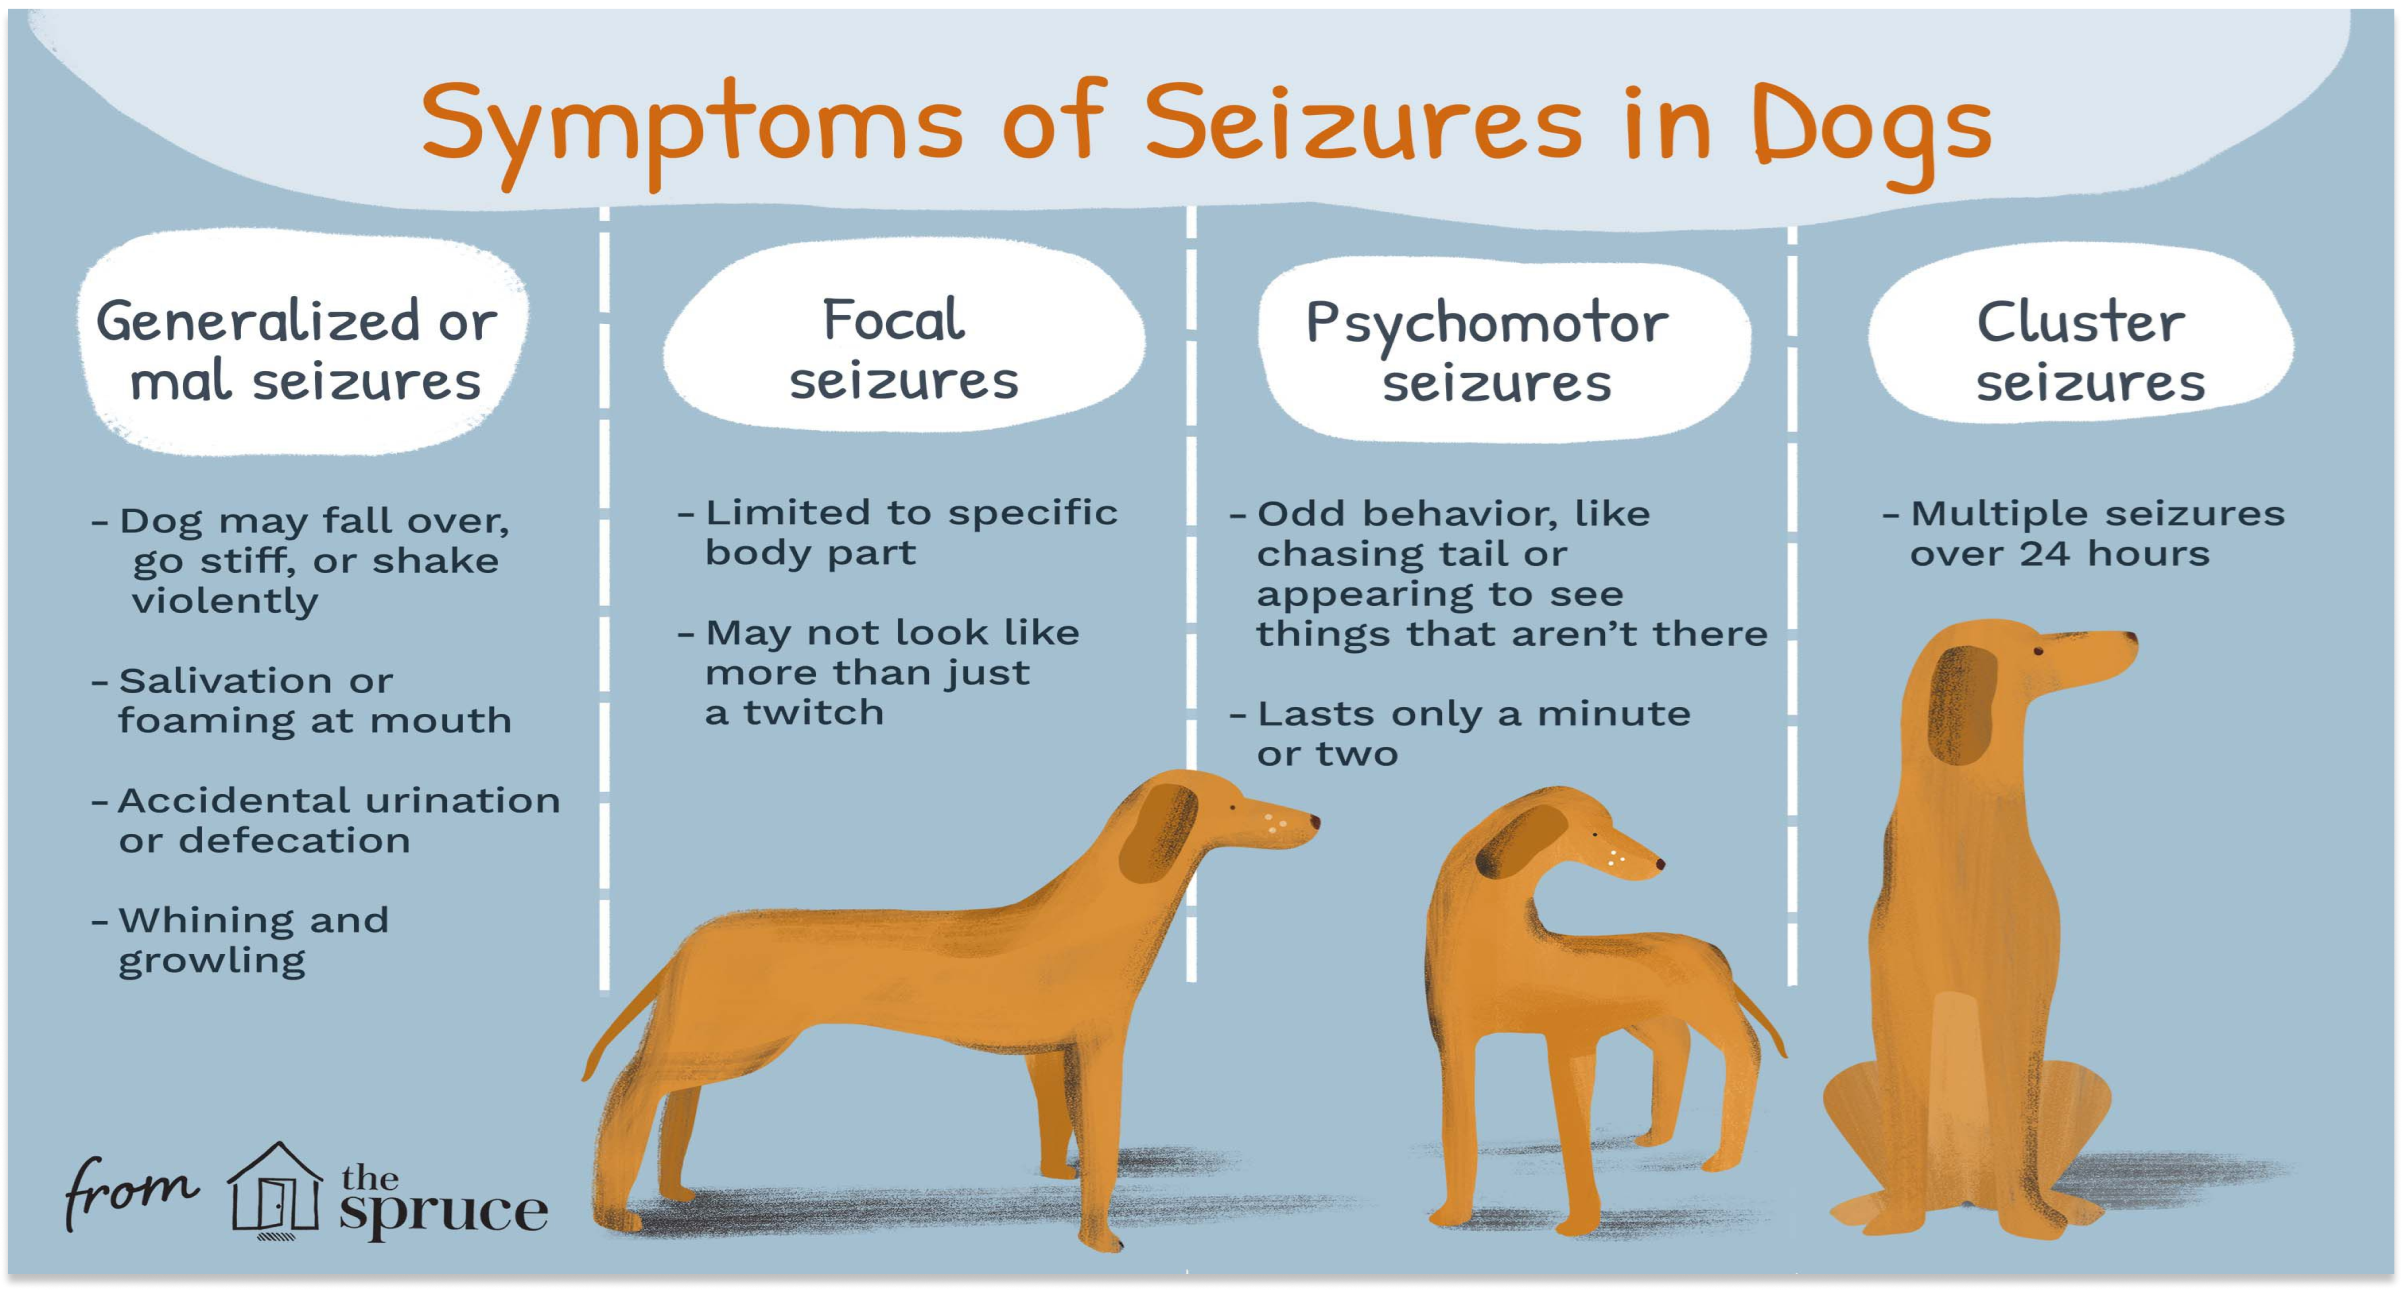 Symptoms of Seizures in Dogs
Generalized or
mal seizures
- Dog may fall over,
go stiff, or shake
violently
- Salivation or
foaming at mouth
- Accidental urination
or defecation
- Whining and
growling
Focal
seizures
- Limited to specific
body part
- May not look like
more than just
a twitch
Psychomotor
seizures
- Odd behavior, like
chasing tail or
appearing to see
things that aren't there
- Lasts only a minute
or two
Cluster
seizures
- Multiple seizures
over 24 hours
from
the
spruce